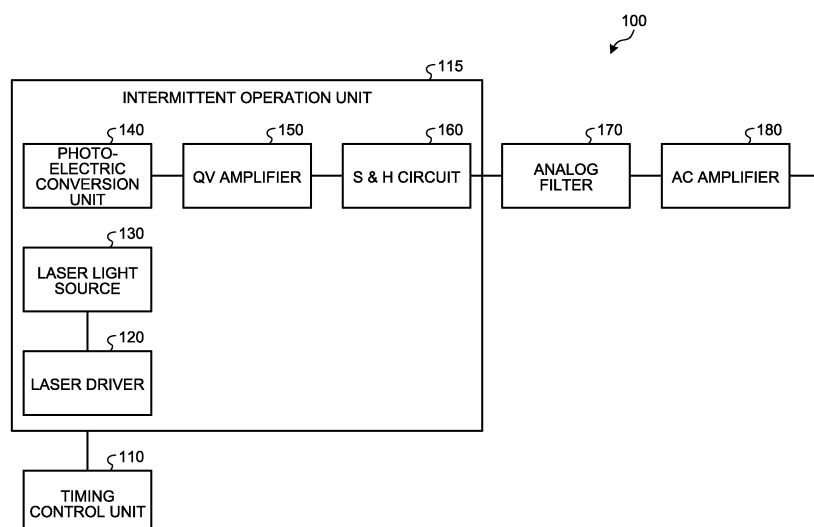 100
115
INTERMITTENT OPERATION UNIT
140
PHOTO-
ELECTRIC
CONVERSION
UNIT
150
QV AMPLIFIER
160
S & H CIRCUIT
170
ANALOG
FILTER
180
AC AMPLIFIER
130
LASER LIGHT
SOURCE
120
LASER DRIVER
110
TIMING
CONTROL UNIT